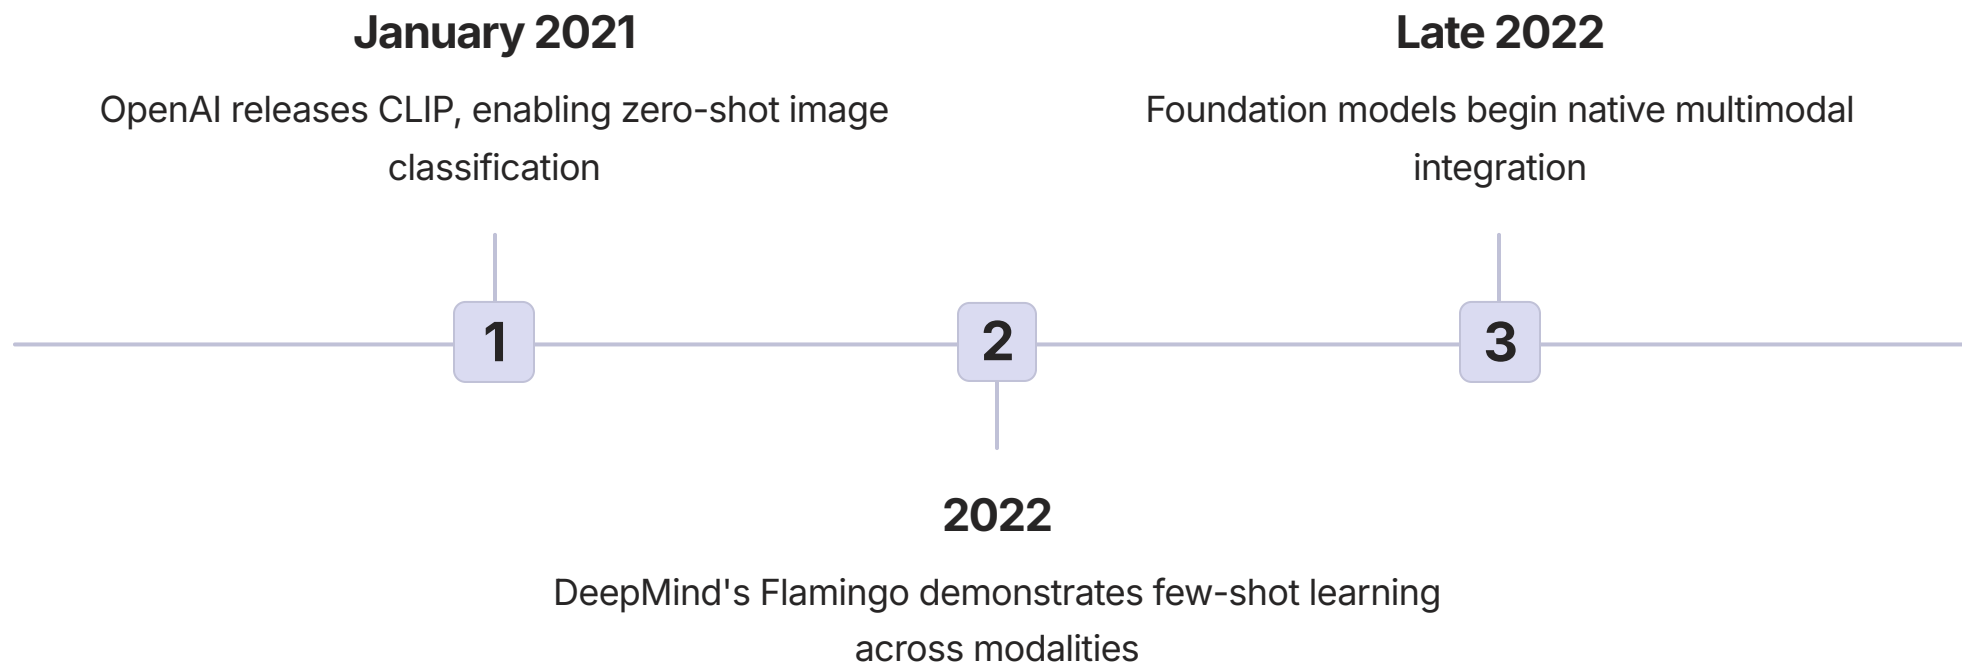 January 2021
OpenAI releases CLIP, enabling zero-shot image
classification
Late 2022
Foundation models begin native multimodal
integration
1
2
3
2022
DeepMind's Flamingo demonstrates few-shot learning
across modalities